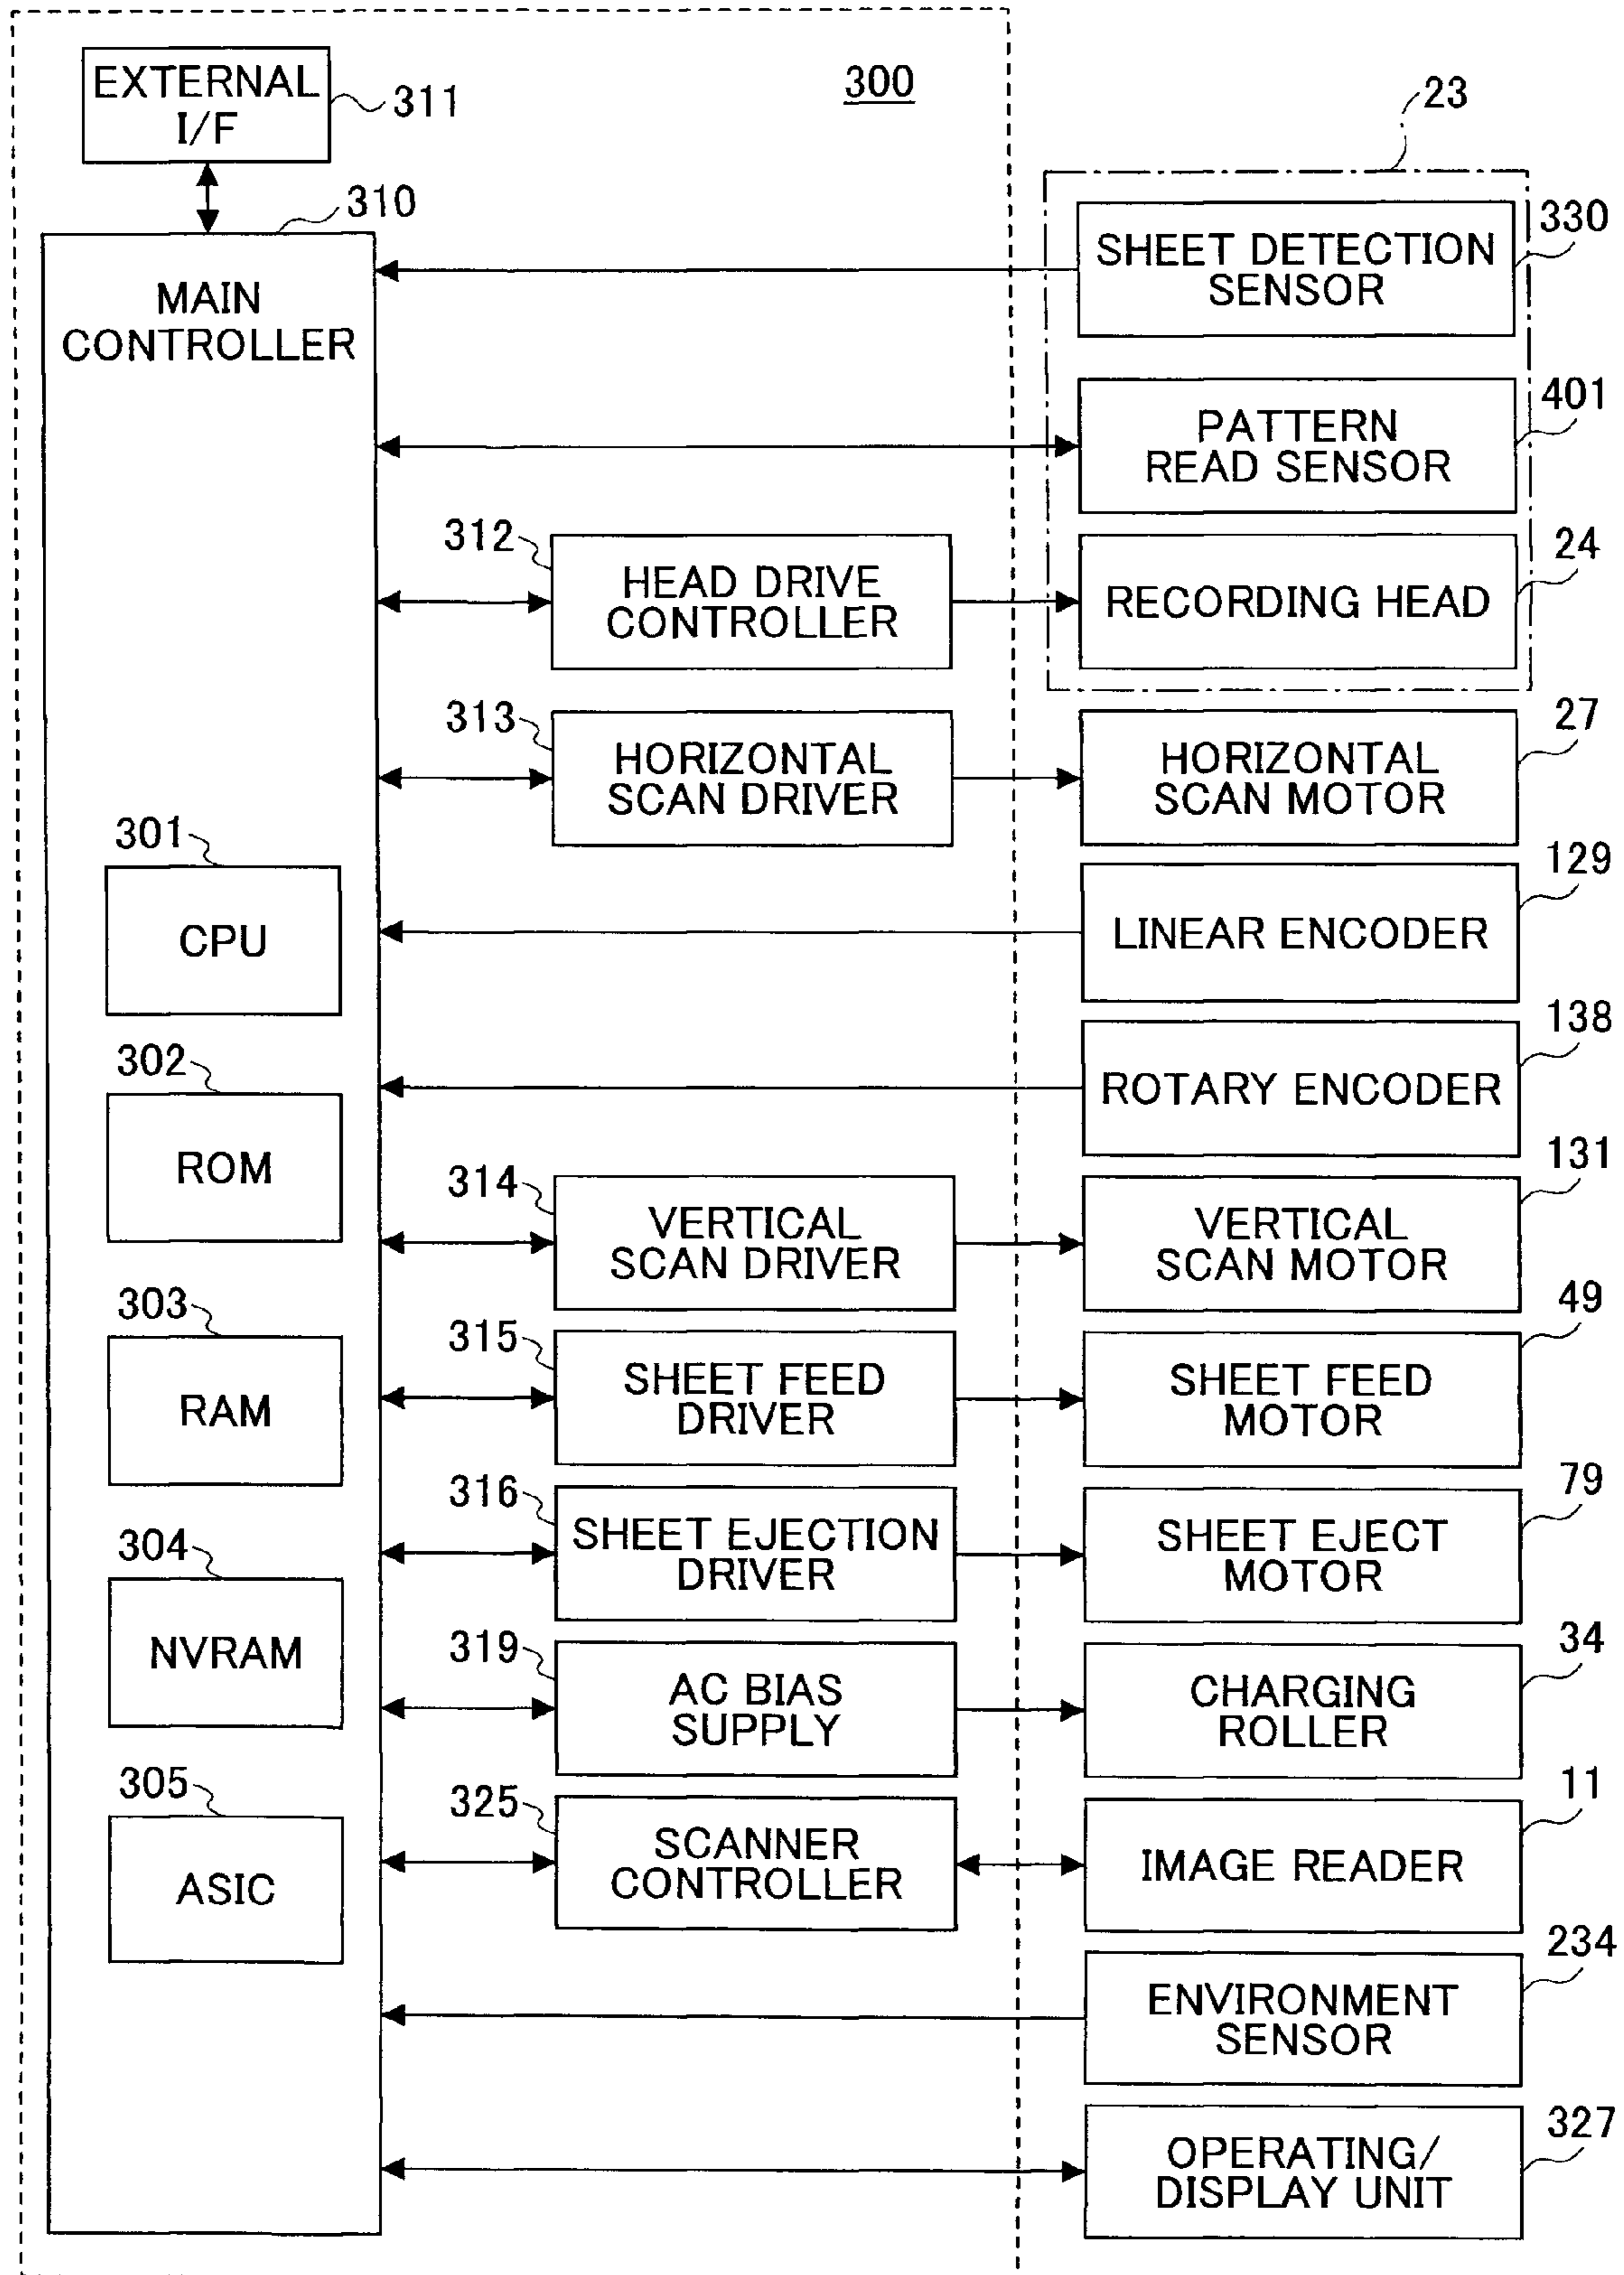 EXTERNAL
I/F
311
300
23
310
MAIN
CONTROLLER
SHEET DETECTION
SENSOR
330
PATTERN
READ SENSOR
401
312
HEAD DRIVE
CONTROLLER
RECORDING HEAD
24
313
HORIZONTAL
SCAN DRIVER
HORIZONTAL
SCAN MOTOR
27
301
CPU
LINEAR ENCODER
129
302
ROM
ROTARY ENCODER
138
314
VERTICAL
SCAN DRIVER
VERTICAL
SCAN MOTOR
131
303
RAM
315
SHEET FEED
DRIVER
SHEET FEED
MOTOR
49
316
SHEET EJECTION
DRIVER
SHEET EJECT
MOTOR
79
304
NVRAM
319
AC BIAS
SUPPLY
CHARGING
ROLLER
34
305
ASIC
325
SCANNER
CONTROLLER
IMAGE READER
11
ENVIRONMENT
SENSOR
234
OPERATING/
DISPLAY UNIT
327